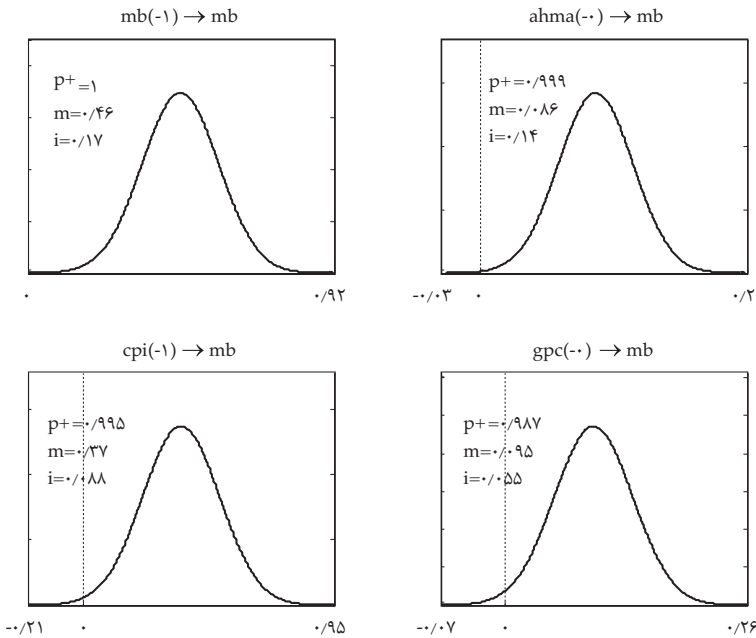 mb(-۱) → mb
p+=۱
m=۰/۴۶
i=۰/۱۷
۰ ۰/۹۲
ahma(-۰) → mb
p+=۰/۹۹۹
m=۰/۰۸۶
i=۰/۱۴
-۰/۰۳ ۰ ۰/۲
cpi(-۱) → mb
p+=۰/۹۹۵
m=۰/۳۷
i=۰/۰۸۸
-۰/۲۱ ۰ ۰/۹۵
gpc(-۰) → mb
p+=۰/۹۸۷
m=۰/۰۹۵
i=۰/۰۵۵
-۰/۰۷ ۰ ۰/۲۶